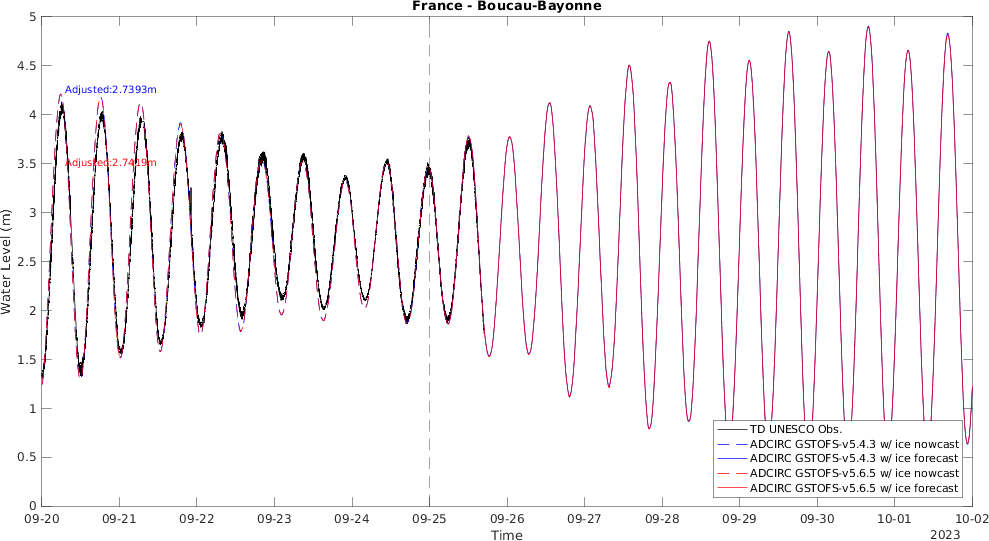 France - Boucau-Bayonne
Water Level (m)
5
4.5
4
3.5
3
2.5
2
1.5
1
0.5
0
Adjusted:2.7393m
Adjusted:2.7419m
TD UNESCO Obs.
ADCIRC GSTOFS-v5.4.3 w/ ice nowcast
ADCIRC GSTOFS-v5.4.3 w/ ice forecast
ADCIRC GSTOFS-v5.6.5 w/ ice nowcast
ADCIRC GSTOFS-v5.6.5 w/ ice forecast
09-20 09-21 09-22 09-23 09-24 09-25 09-26 09-27 09-28 09-29 09-30 10-01 10-02
Time
2023